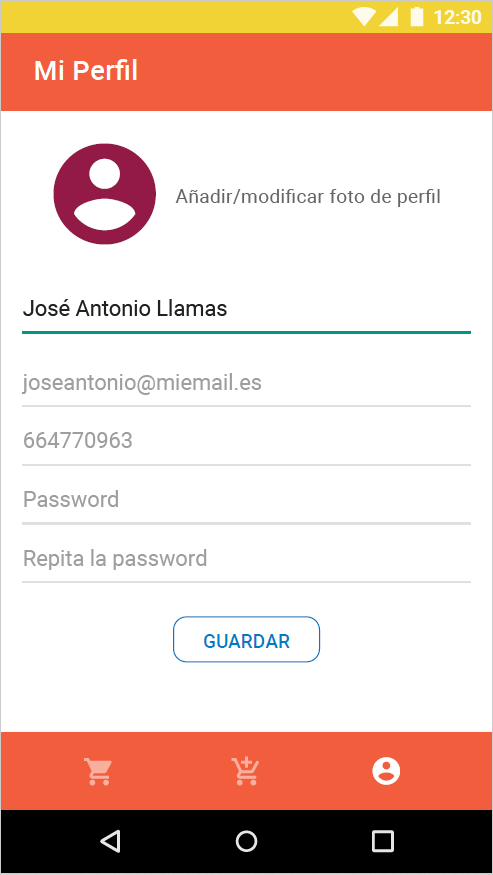 12:30
Mi Perfil
Añadir/modificar foto de perfil
José Antonio Llamas
joseantonio@miemail.es
664770963
Password
Repita la password
GUARDAR